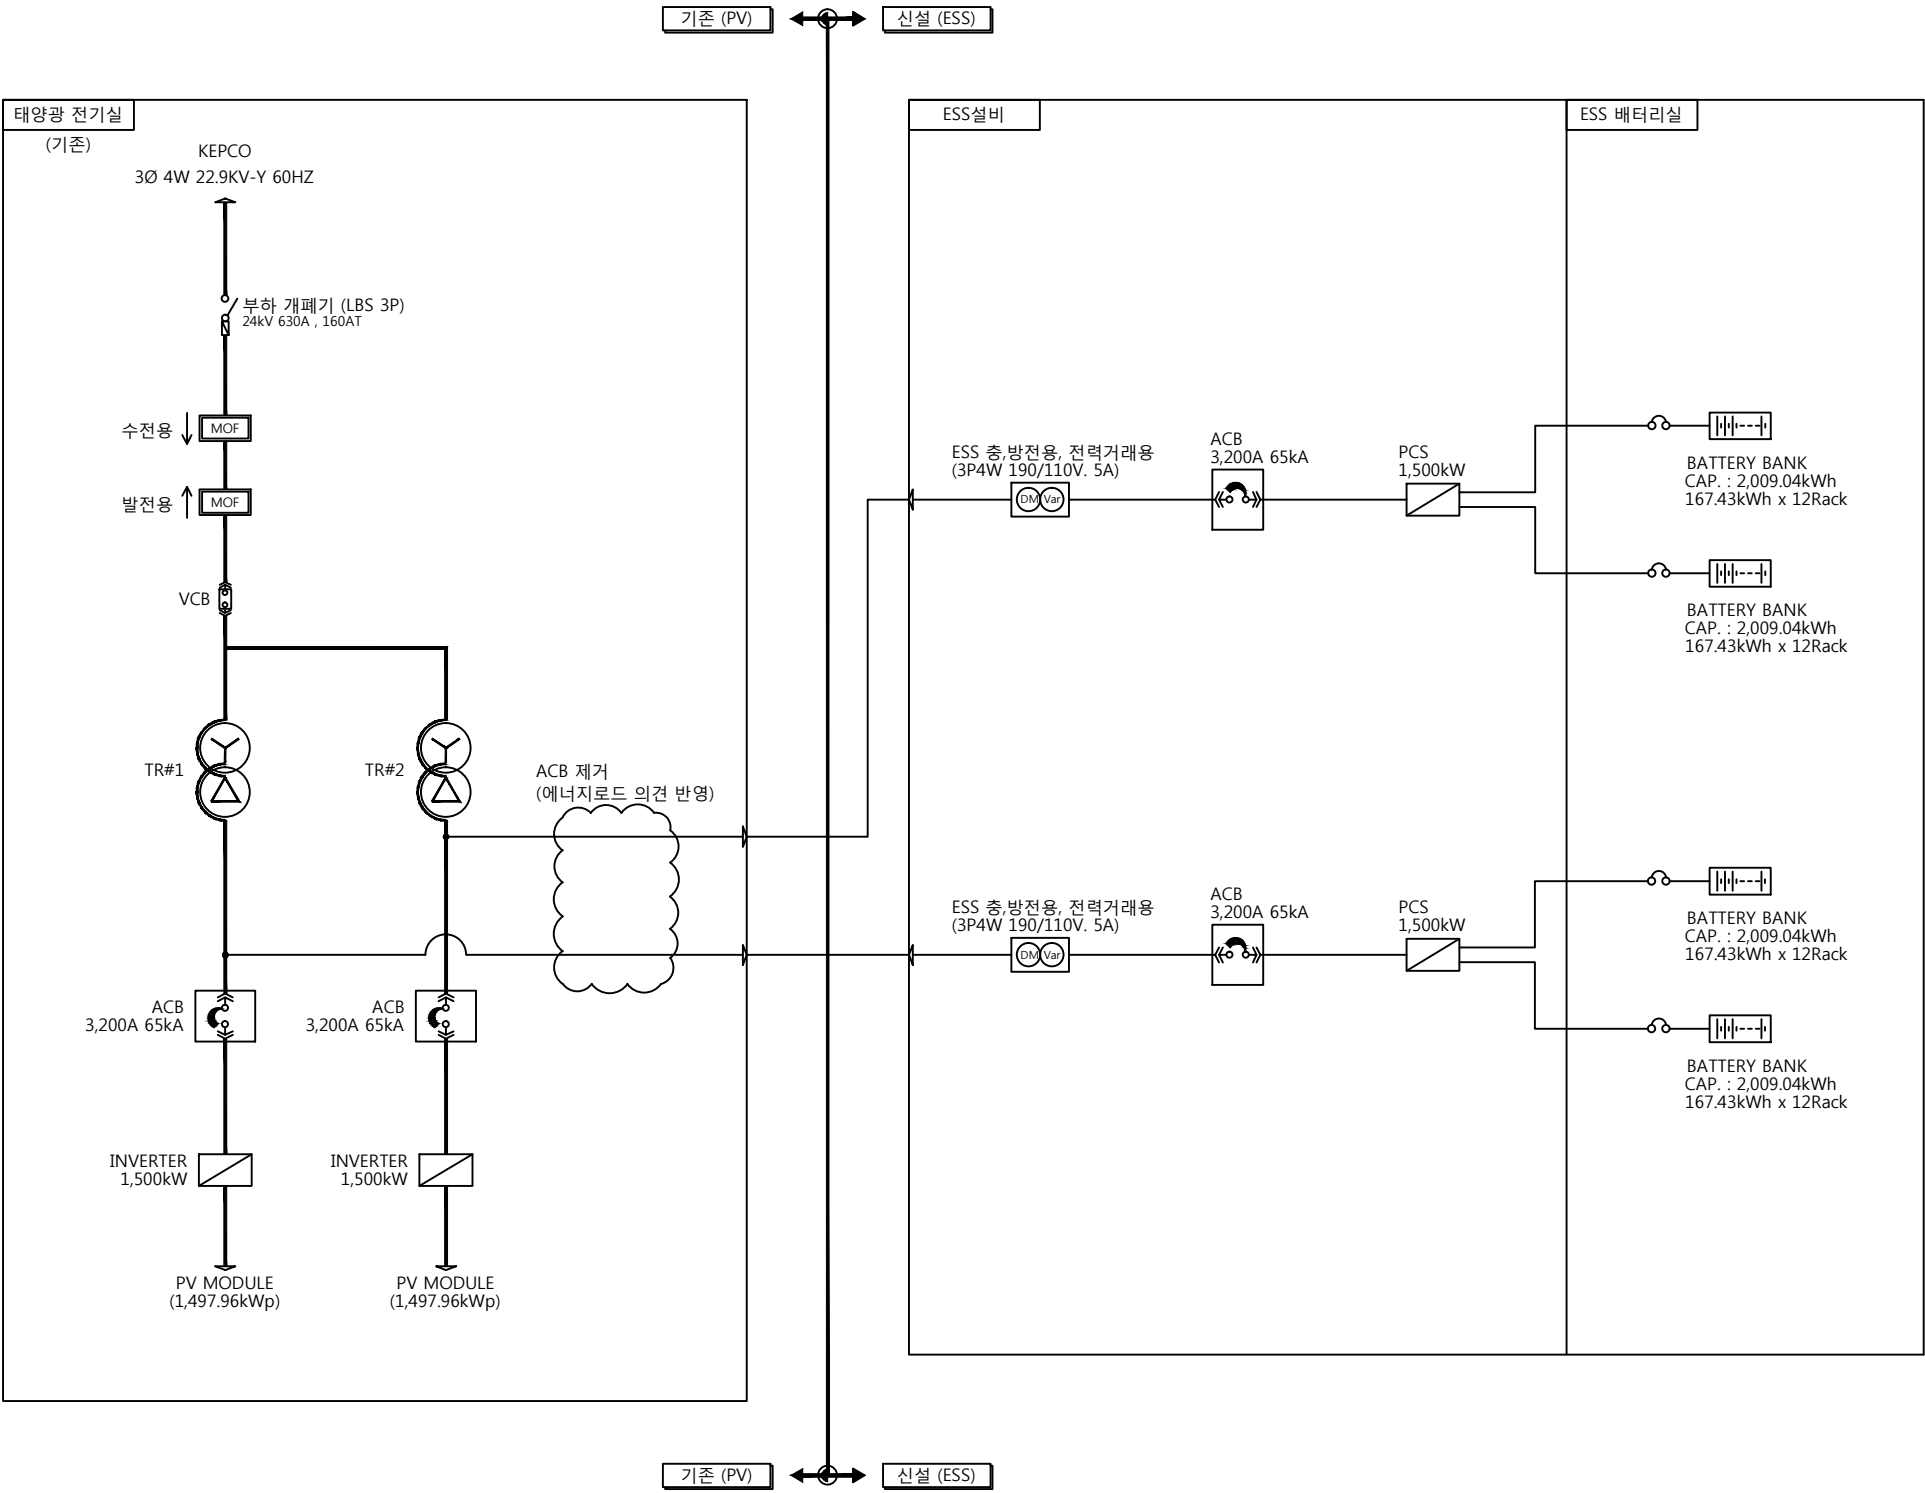 기존 (PV)
신설 (ESS)
태양광 전기실
(기존)
KEPCO
3Ø 4W 22.9KV-Y 60HZ
부하 개폐기 (LBS 3P)
24kV 630A , 160AT
수전용
MOF
발전용
MOF
VCB
TR#1
TR#2
ACB 제거
(에너지로드 의견 반영)
ACB
3,200A 65kA
ACB
3,200A 65kA
INVERTER
1,500kW
INVERTER
1,500kW
PV MODULE
(1,497.96kWp)
PV MODULE
(1,497.96kWp)
ESS설비
ESS 배터리실
ESS 충,방전용, 전력거래용
(3P4W 190/110V. 5A)
DM Var
ACB
3,200A 65kA
PCS
1,500kW
BATTERY BANK
CAP. : 2,009.04kWh
167.43kWh x 12Rack
BATTERY BANK
CAP. : 2,009.04kWh
167.43kWh x 12Rack
ESS 충,방전용, 전력거래용
(3P4W 190/110V. 5A)
DM Var
ACB
3,200A 65kA
PCS
1,500kW
BATTERY BANK
CAP. : 2,009.04kWh
167.43kWh x 12Rack
BATTERY BANK
CAP. : 2,009.04kWh
167.43kWh x 12Rack
기존 (PV)
신설 (ESS)